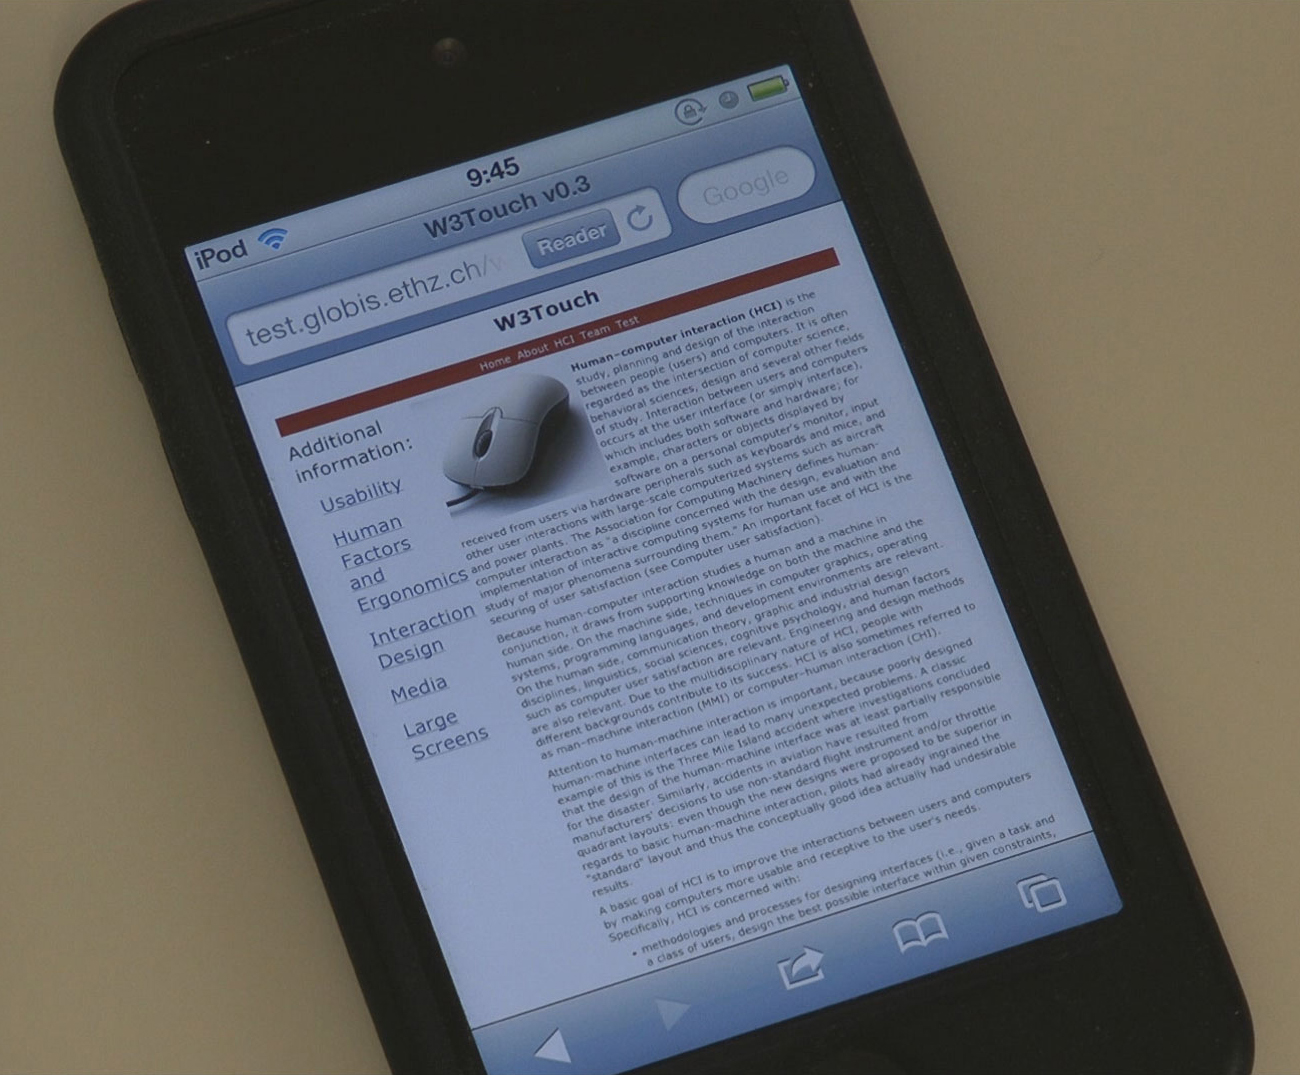 9:45
iPod
W3Touch v0.3
test.globis.ethz.ch/
Reader
Google
W3Touch
Home About HCI Team Test
Additional
information:
Usability
Human
Factors
and
Ergonomics
Interaction
Design
Media
Large
Screens
Human-computer interaction (HCI) is the
study, planning and design of the interaction
between people (users) and computers. It is often
regarded as the intersection of computer science,
behavioral sciences, design and several other fields
of study. Interaction between users and computers
occurs at the user interface (or simply interface),
which includes both software and hardware; for
example, characters or objects displayed by
software on a personal computer's monitor, input
received from users via hardware peripherals such as keyboards and mice, and
other user interactions with large-scale computerized systems such as aircraft
and power plants. The Association for Computing Machinery defines human-
computer interaction as "a discipline concerned with the design, evaluation and
implementation of interactive computing systems for human use and with the
study of major phenomena surrounding them." An important facet of HCI is the
securing of user satisfaction (see Computer user satisfaction).
Because human-computer interaction studies a human and a machine in
conjunction, it draws from supporting knowledge on both the machine and the
human side. On the machine side, techniques in computer graphics, operating
systems, programming languages, and development environments are relevant.
On the human side, communication theory, graphic and industrial design
disciplines, linguistics, social sciences, cognitive psychology, and human factors
such as computer user satisfaction are relevant. Engineering and design methods
are also relevant. Due to the multidisciplinary nature of HCI, people with
different backgrounds contribute to its success. HCI is also sometimes referred to
as man-machine interaction (MMI) or computer-human interaction (CHI).
Attention to human-machine interaction is important, because poorly designed
human-machine interfaces can lead to many unexpected problems. A classic
example of this is the Three Mile Island accident where investigations concluded
that the design of the human-machine interface was at least partially responsible
for the disaster. Similarly, accidents in aviation have resulted from
manufacturers' decisions to use non-standard flight instrument and/or throttle
quadrant layouts: even though the new designs were proposed to be superior in
regards to basic human-machine interaction, pilots had already ingrained the
"standard" layout and thus the conceptually good idea actually had undesirable
results.
A basic goal of HCI is to improve the interactions between users and computers
by making computers more usable and receptive to the user's needs.
Specifically, HCI is concerned with:
• methodologies and processes for designing interfaces (i.e., given a task and
a class of users, design the best possible interface within given constraints,